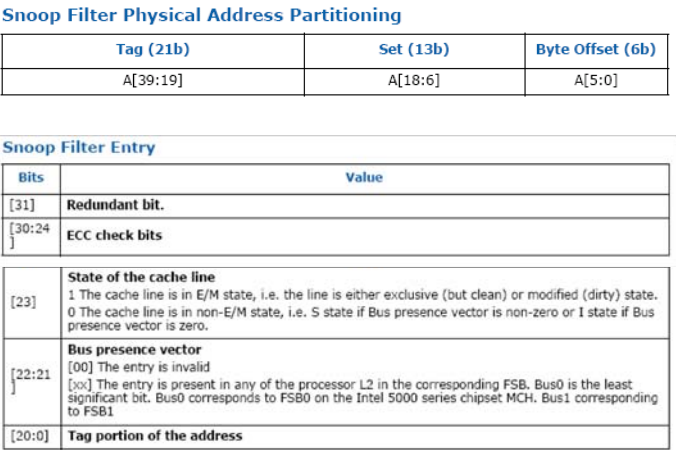 Snoop Filter Physical Address Partitioning
Tag (21b) Set (13b) Byte Offset (6b)
A[39:19] A[18:6] A[5:0]
Snoop Filter Entry
Bits Value
[31] Redundant bit.
[30:24
] ECC check bits
State of the cache line
[23] 1 The cache line is in E/M state, i.e. the line is either exclusive (but clean) or modified (dirty) state.
0 The cache line is in non-E/M state, i.e. S state if Bus presence vector is non-zero or I state if Bus
presence vector is zero.
Bus presence vector
[00] The entry is invalid
[22:21
] [xx] The entry is present in any of the processor L2 in the corresponding FSB. Bus0 is the least
significant bit. Bus0 corresponds to FSB0 on the Intel 5000 series chipset MCH. Bus1 corresponding
to FSB1
[20:0] Tag portion of the address